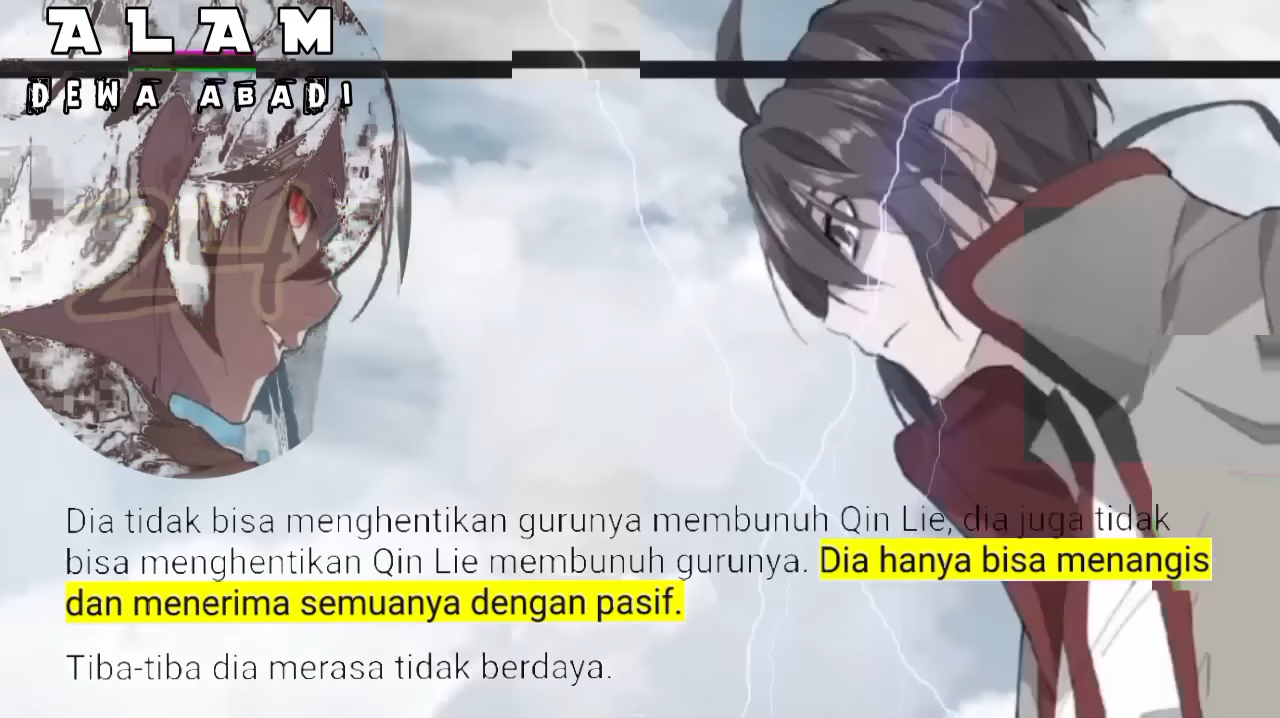 ALAM
DEWA ABADI
24
Dia tidak bisa menghentikan gurunya membunuh Qin Lie, dia juga tidak
bisa menghentikan Qin Lie membunuh gurunya. Dia hanya bisa menangis
dan menerima semuanya dengan pasif.
Tiba-tiba dia merasa tidak berdaya.